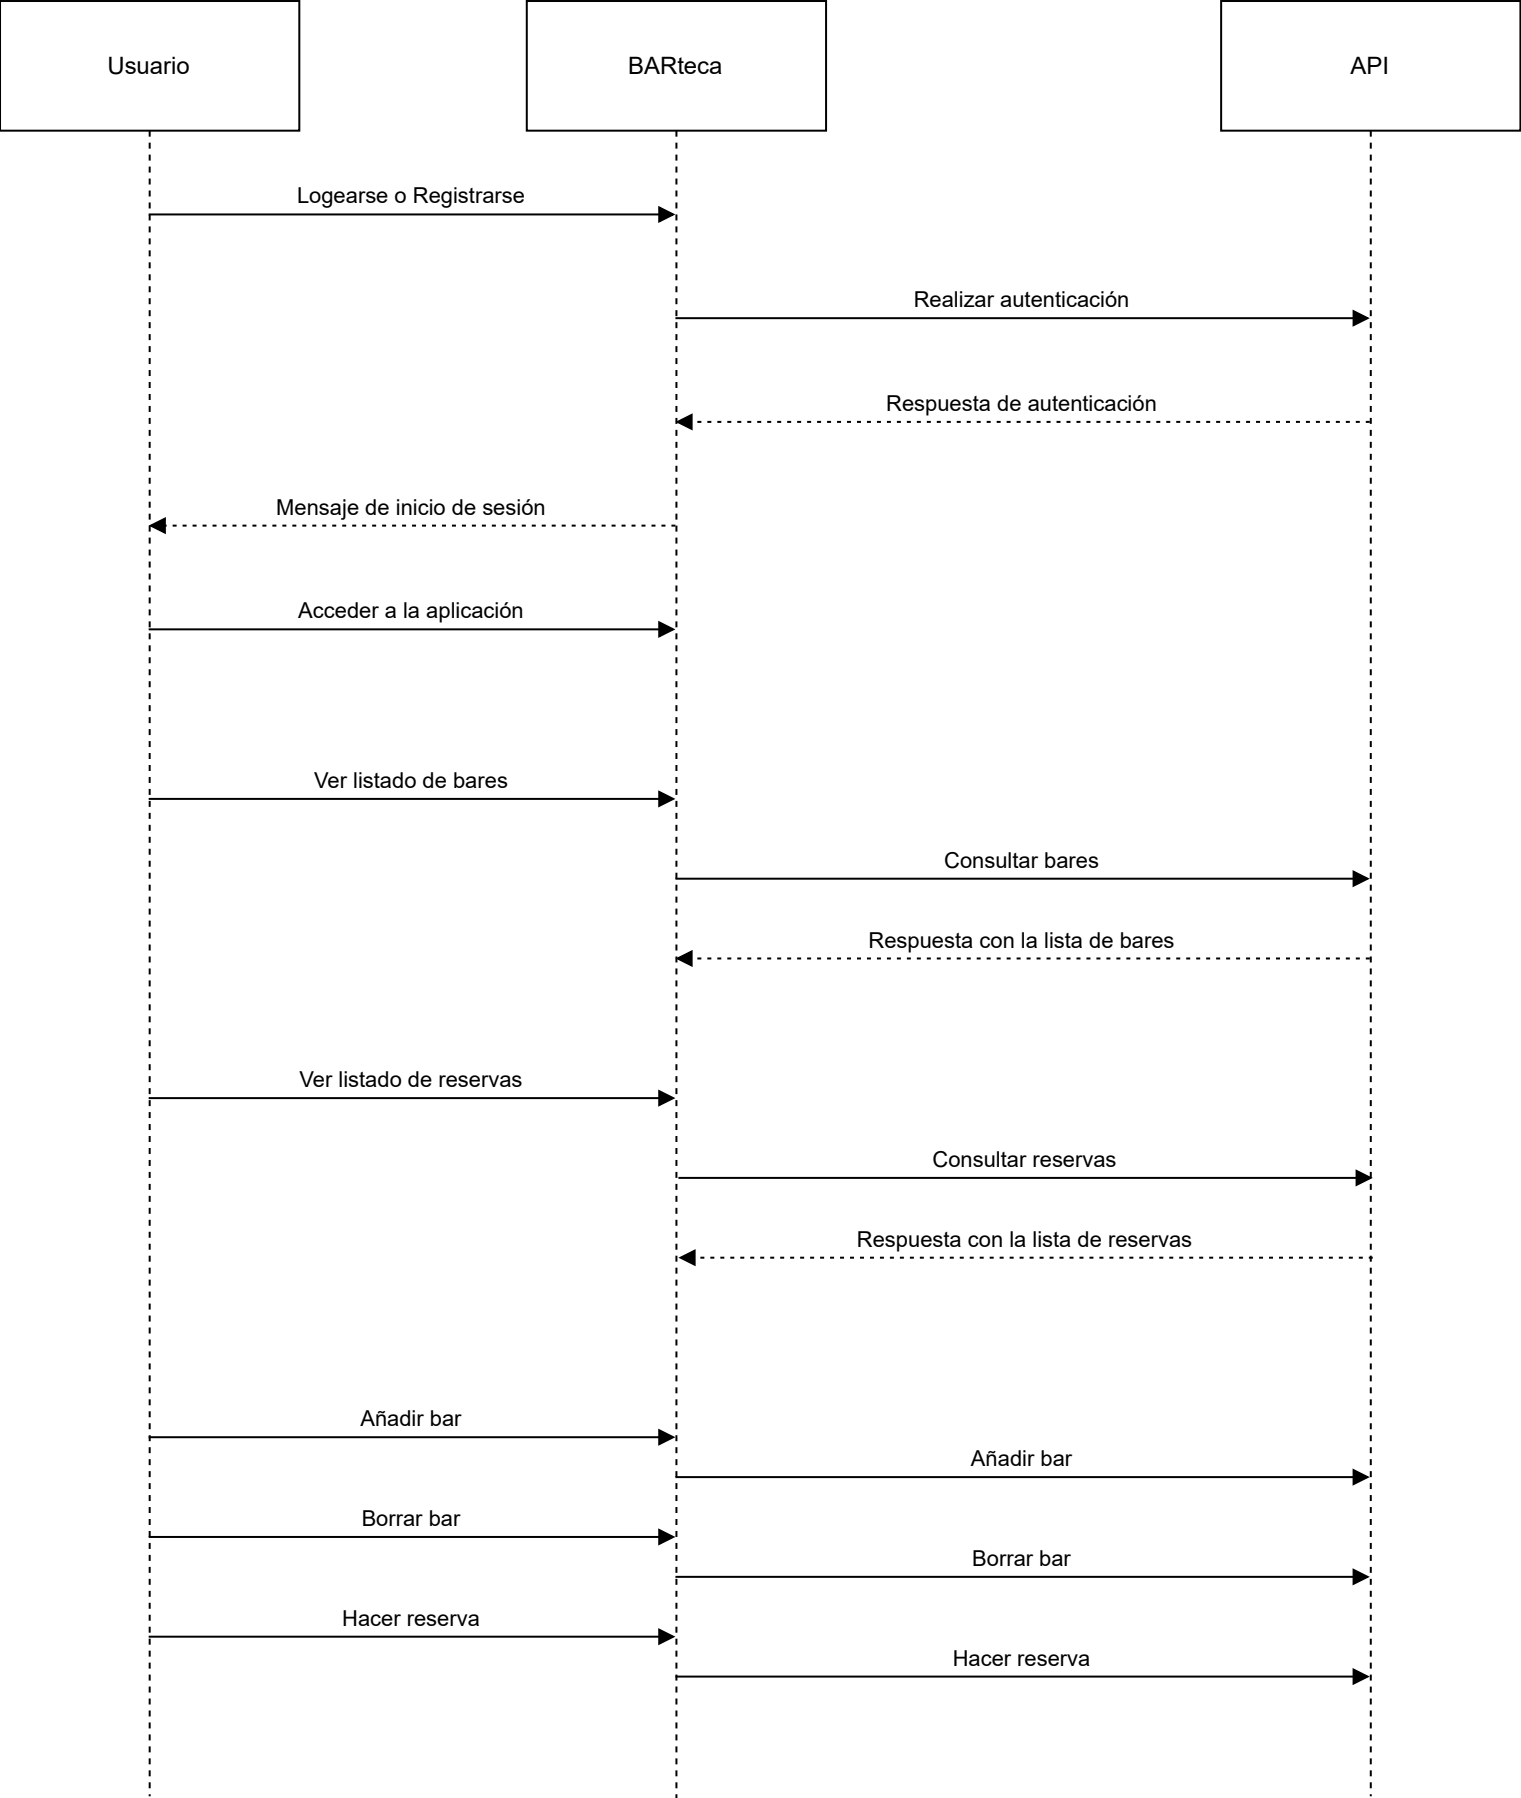 Usuario
BARteca
API
Logearse o Registrarse
Realizar autenticación
Respuesta de autenticación
Mensaje de inicio de sesión
Acceder a la aplicación
Ver listado de bares
Consultar bares
Respuesta con la lista de bares
Ver listado de reservas
Consultar reservas
Respuesta con la lista de reservas
Añadir bar
Añadir bar
Borrar bar
Borrar bar
Hacer reserva
Hacer reserva